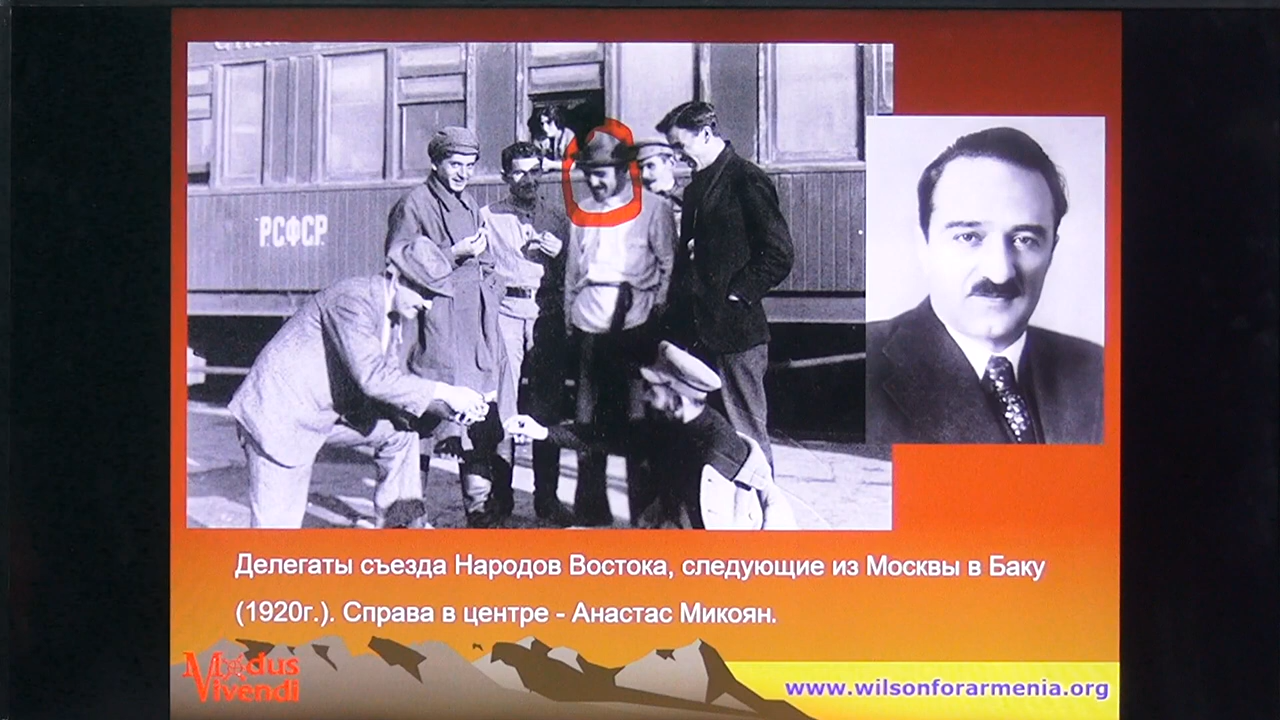 РСФСР.
Делегаты съезда Народов Востока, следующие из Москвы в Баку
(1920г.). Справа в центре - Анастас Микоян.
Modus
Vivendi
www.wilsonforarmenia.org